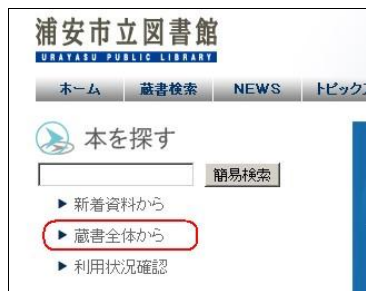 浦安市立図書館
URAYASU PUBLIC LIBRARY
ホーム 蔵書検索 NEWS トピック
本を探す
簡易検索
新着資料から
蔵書全体から
利用状況確認